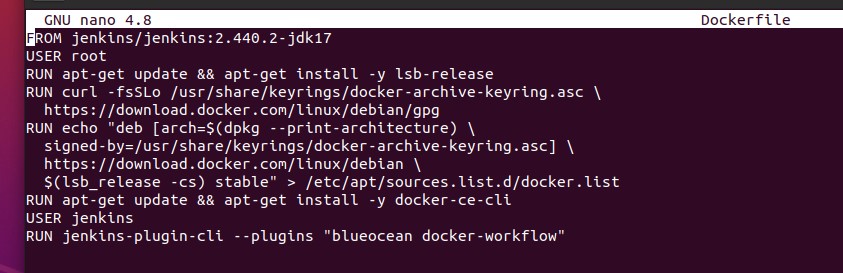 GNU nano 4.8 Dockerfile
FROM jenkins/jenkins:2.440.2-jdk17
USER root
RUN apt-get update && apt-get install -y lsb-release
RUN curl -fsSLo /usr/share/keyrings/docker-archive-keyring.asc \
  https://download.docker.com/linux/debian/gpg
RUN echo "deb [arch=$(dpkg --print-architecture) \
  signed-by=/usr/share/keyrings/docker-archive-keyring.asc] \
  https://download.docker.com/linux/debian \
  $(lsb_release -cs) stable" > /etc/apt/sources.list.d/docker.list
RUN apt-get update && apt-get install -y docker-ce-cli
USER jenkins
RUN jenkins-plugin-cli --plugins "blueocean docker-workflow"